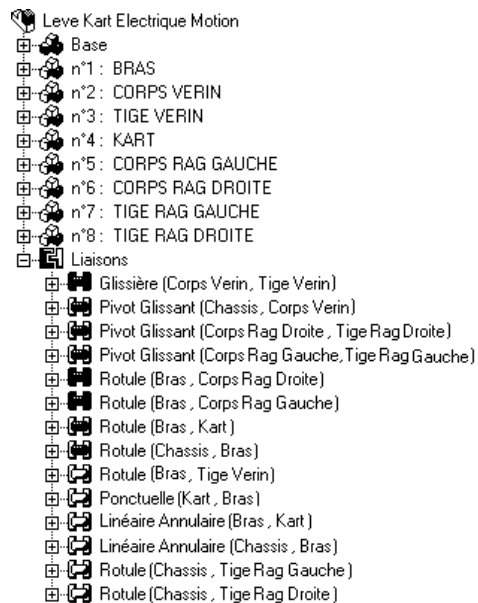 Leve Kart Electrique Motion
Base
n°1 : BRAS
n°2 : CORPS VERIN
n°3 : TIGE VERIN
n°4 : KART
n°5 : CORPS RAG GAUCHE
n°6 : CORPS RAG DROITE
n°7 : TIGE RAG GAUCHE
n°8 : TIGE RAG DROITE
Liaisons
Glissière (Corps Verin , Tige Verin)
Pivot Glissant (Chassis , Corps Verin)
Pivot Glissant (Corps Rag Droite , Tige Rag Droite)
Pivot Glissant (Corps Rag Gauche, Tige Rag Gauche)
Rotule (Bras , Corps Rag Droite)
Rotule (Bras , Corps Rag Gauche)
Rotule (Bras , Kart)
Rotule (Chassis , Bras)
Rotule (Bras , Tige Verin)
Ponctuelle (Kart , Bras)
Linéaire Annulaire (Bras , Kart )
Linéaire Annulaire (Chassis , Bras)
Rotule (Chassis , Tige Rag Gauche )
Rotule (Chassis , Tige Rag Droite )